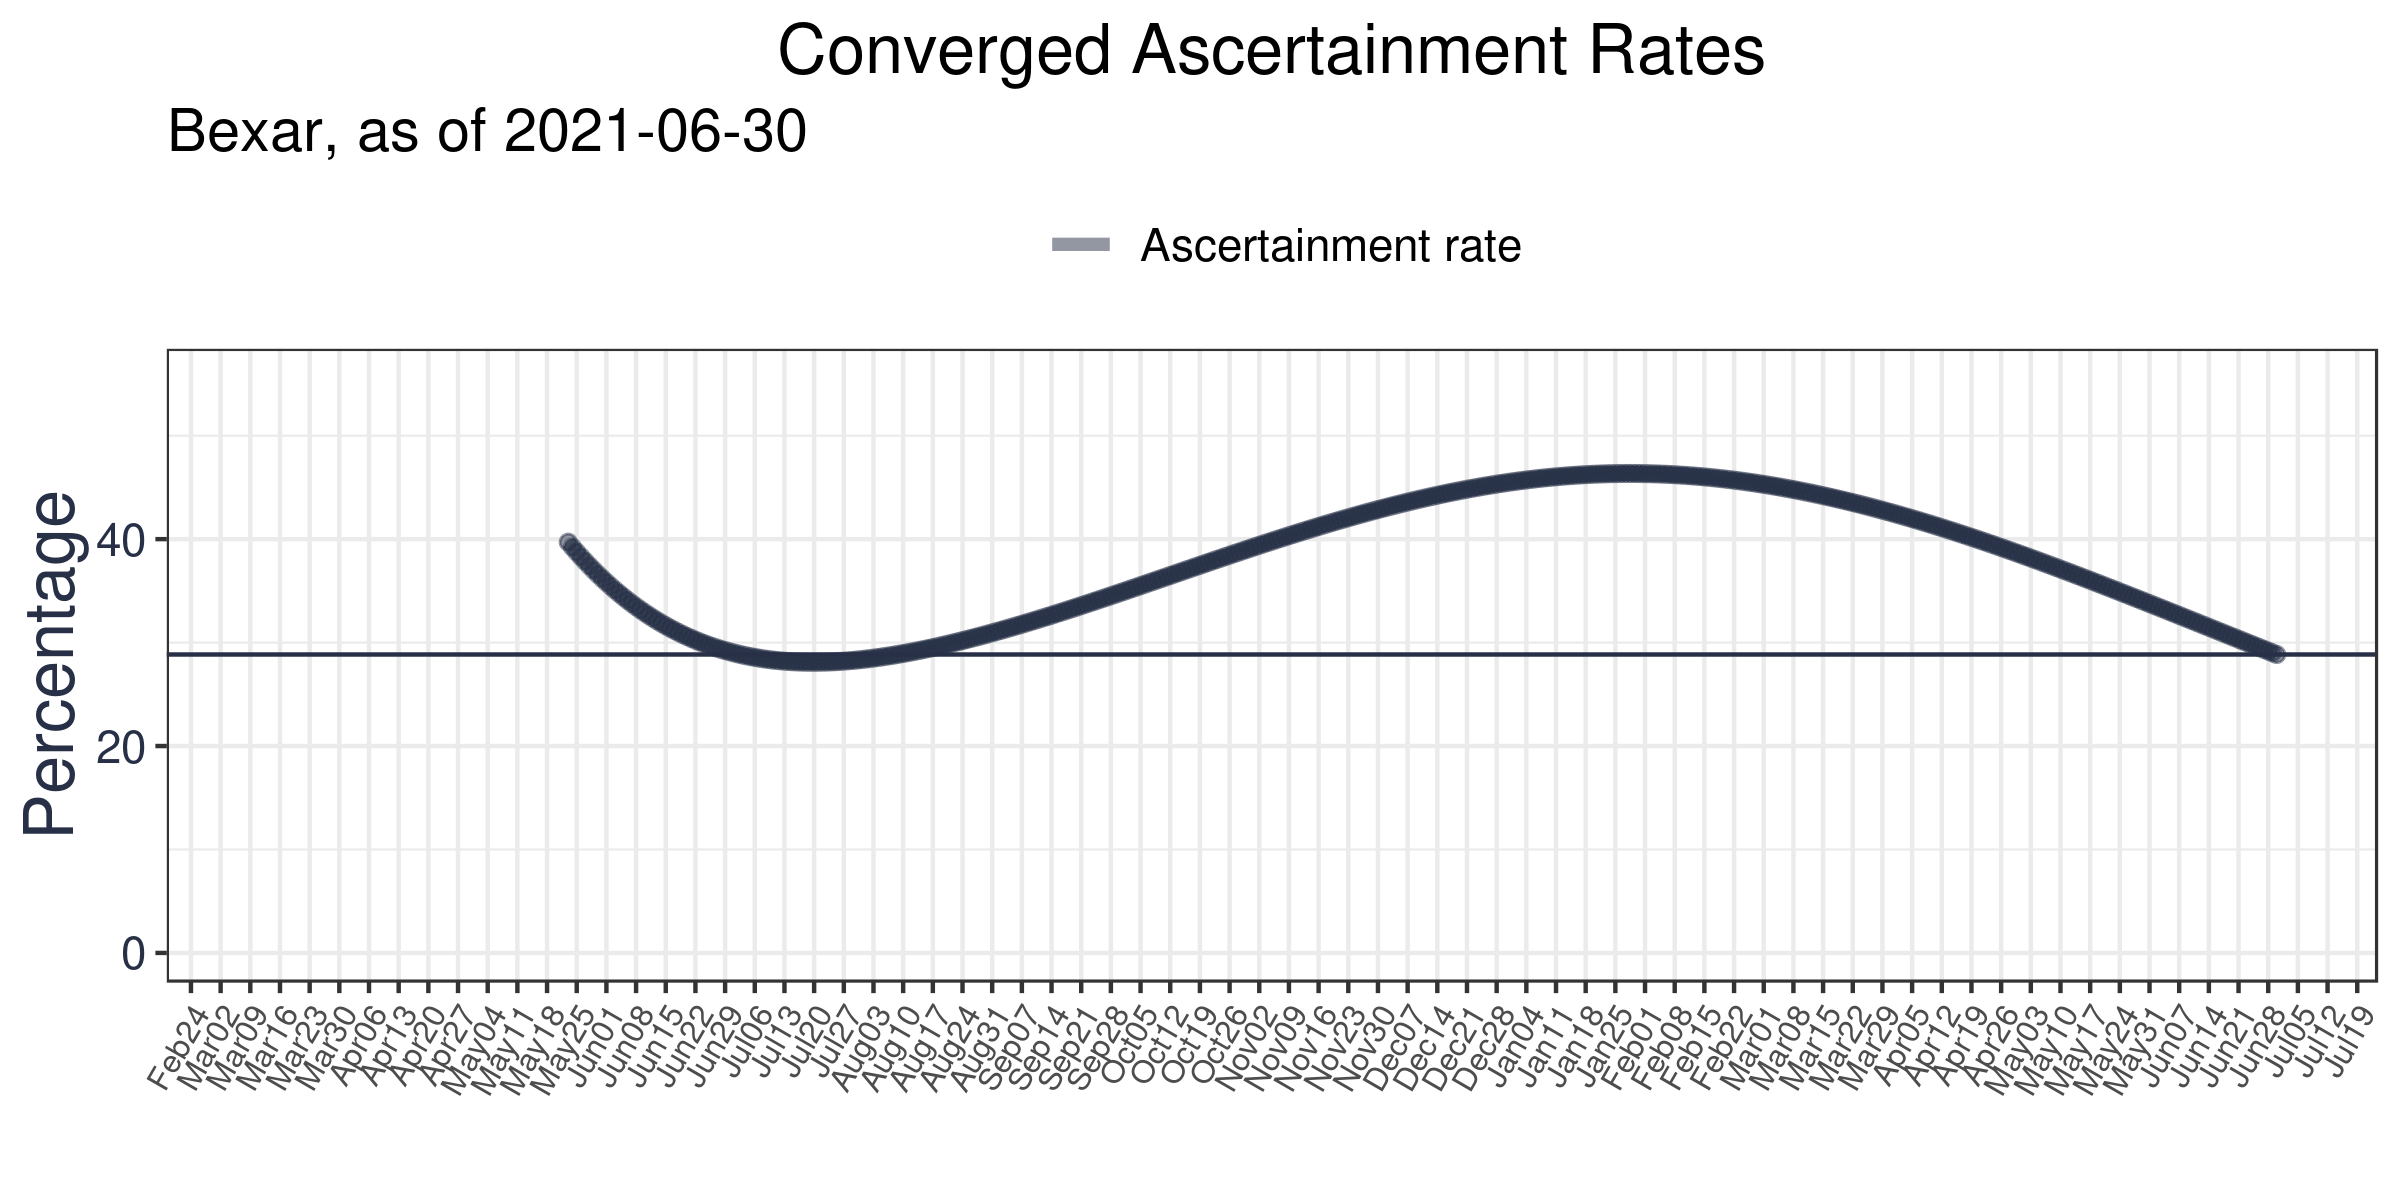 Converged Ascertainment Rates
Bexar, as of 2021-06-30
Ascertainment rate
Percentage
40
20
0
Feb24 Mar02 Mar09 Mar16 Mar23 Mar30 Apr06 Apr13 Apr20 Apr27 May04 May11 May18 May25 Jun01 Jun08 Jun15 Jun22 Jun29 Jul06 Jul13 Jul20 Jul27 Aug03 Aug10 Aug17 Aug24 Aug31 Sep07 Sep14 Sep21 Sep28 Oct05 Oct12 Oct19 Oct26 Nov02 Nov09 Nov16 Nov23 Nov30 Dec07 Dec14 Dec21 Dec28 Jan04 Jan11 Jan18 Jan25 Feb01 Feb08 Feb15 Feb22 Mar01 Mar08 Mar15 Mar22 Mar29 Apr05 Apr12 Apr19 Apr26 May03 May10 May17 May24 May31 Jun07 Jun14 Jun21 Jun28 Jul05 Jul12 Jul19